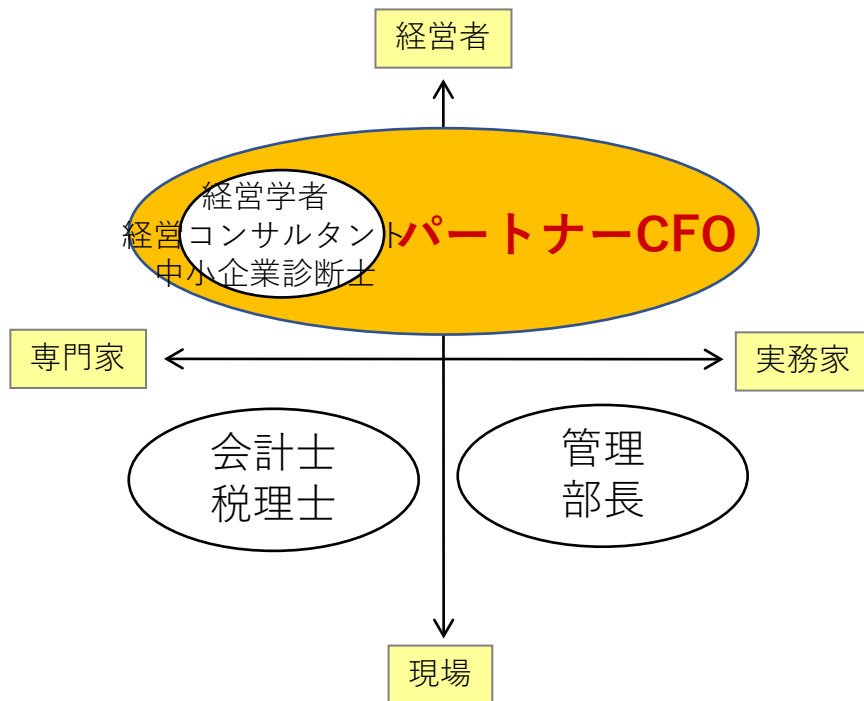 経営者
経営学者
経営コンサルタント
中小企業診断士
パートナーCFO
専門家
実務家
会計士
税理士
管理
部長
現場